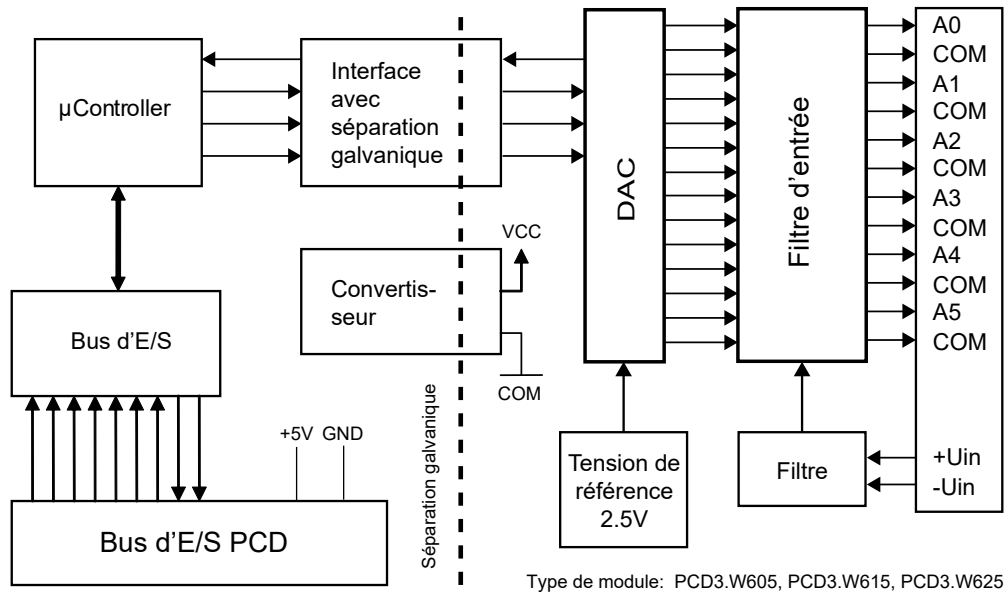 µController
Interface
avec
séparation
galvanique
DAC
Filtre d'entrée
A0
COM
A1
COM
A2
COM
A3
COM
A4
COM
A5
COM
VCC
Convertis-
seur
COM
Bus d'E/S
Séparation galvanique
+5V GND
Tension de
référence
2.5V
Filtre
+Uin
-Uin
Bus d'E/S PCD
Type de module: PCD3.W605, PCD3.W615, PCD3.W625